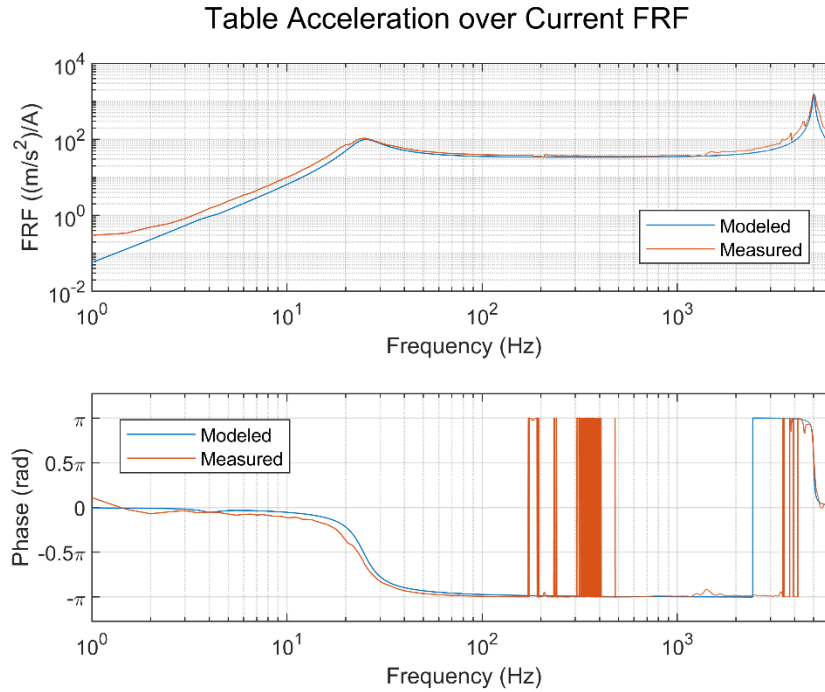 Table Acceleration over Current FRF
10^4
10^2
10^0
10^-2
FRF ((m/s^2)/A)
Modeled
Measured
10^0
10^1
10^2
10^3
Frequency (Hz)
π
0.5π
0
-0.5π
-π
Phase (rad)
Modeled
Measured
10^0
10^1
10^2
10^3
Frequency (Hz)